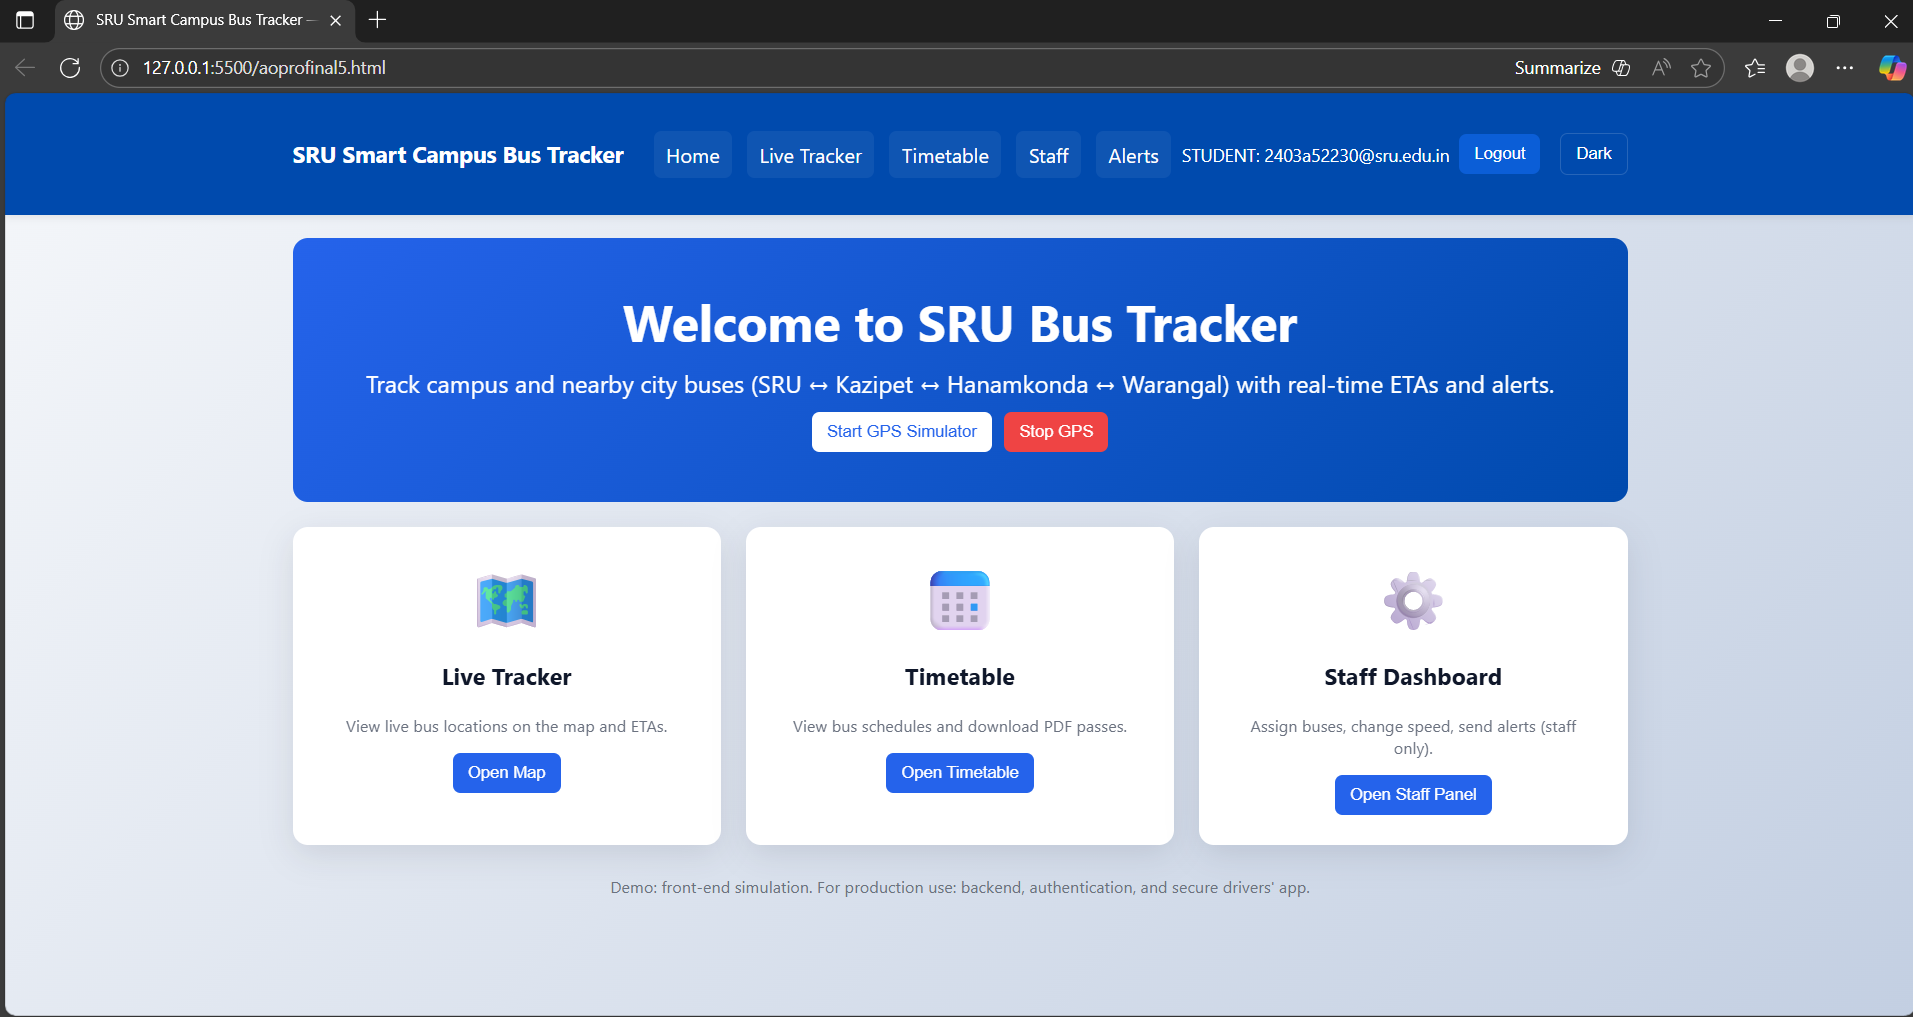 SRU Smart Campus Bus Tracker —
127.0.0.1:5500/aoprofinal5.html
Summarize
SRU Smart Campus Bus Tracker
Home
Live Tracker
Timetable
Staff
Alerts
STUDENT: 2403a52230@sru.edu.in
Logout
Dark
Welcome to SRU Bus Tracker
Track campus and nearby city buses (SRU ↔ Kazipet ↔ Hanamkonda ↔ Warangal) with real-time ETAs and alerts.
Start GPS Simulator
Stop GPS
Live Tracker
View live bus locations on the map and ETAs.
Open Map
Timetable
View bus schedules and download PDF passes.
Open Timetable
Staff Dashboard
Assign buses, change speed, send alerts (staff
only).
Open Staff Panel
Demo: front-end simulation. For production use: backend, authentication, and secure drivers' app.